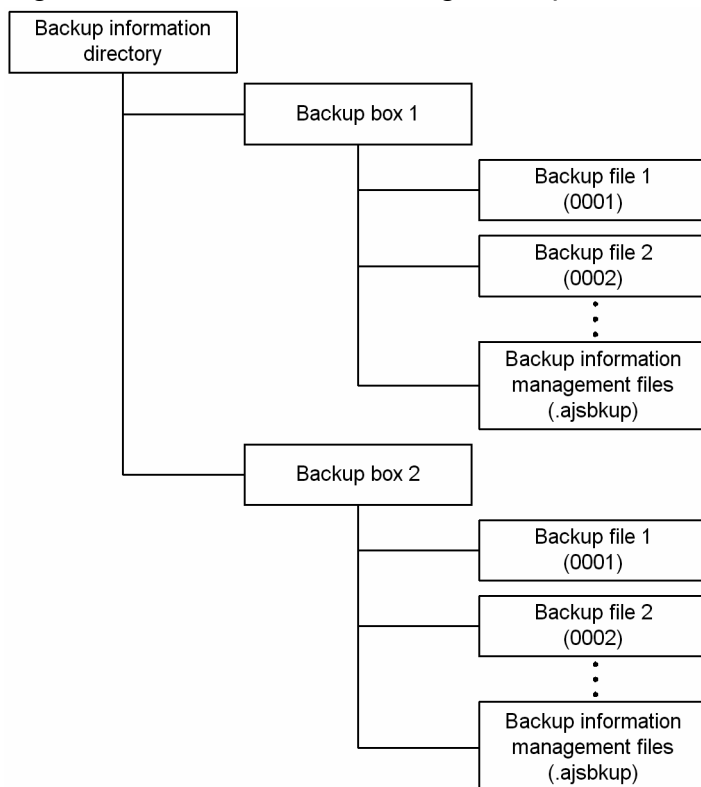 Backup information
directory
Backup box 1
Backup file 1
(0001)
Backup file 2
(0002)
Backup information
management files
(.ajsbkup)
Backup box 2
Backup file 1
(0001)
Backup file 2
(0002)
Backup information
management files
(.ajsbkup)